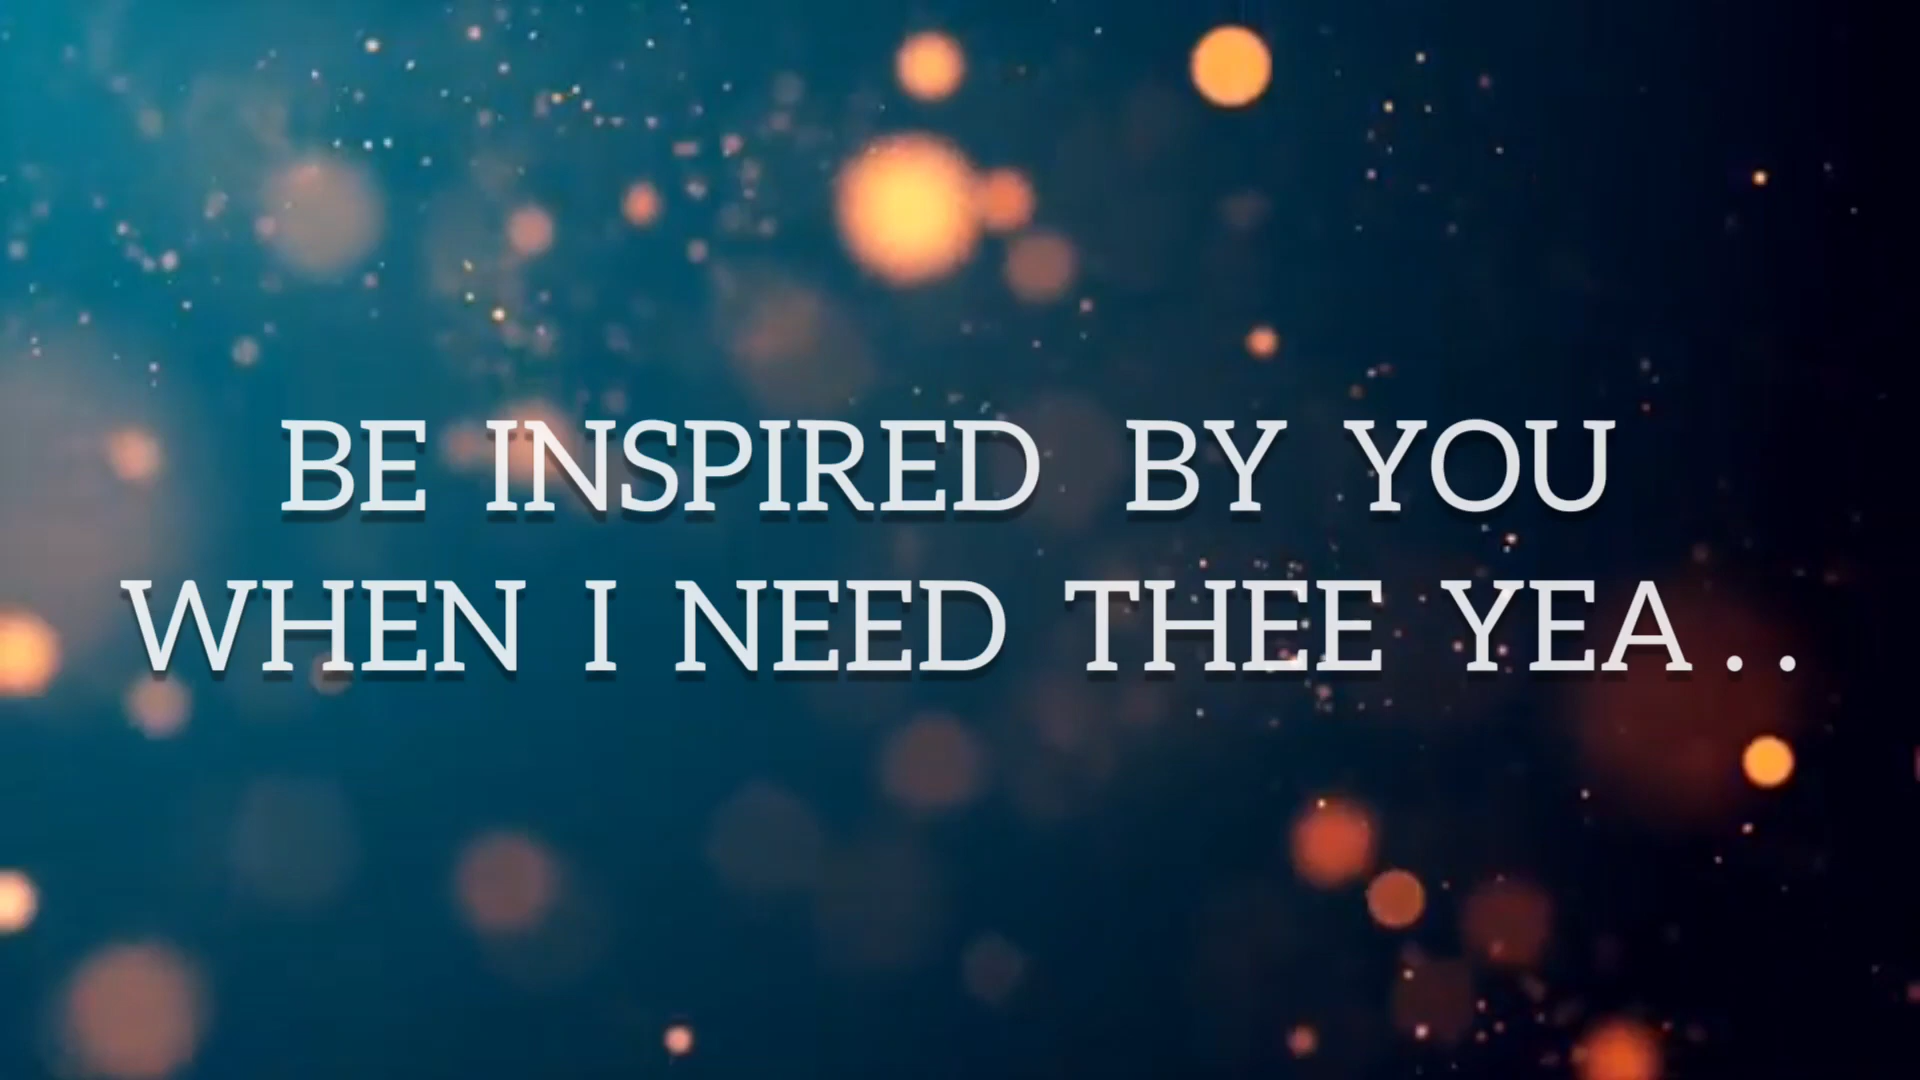 BE INSPIRED BY YOU
WHEN I NEED THEE YEA . .